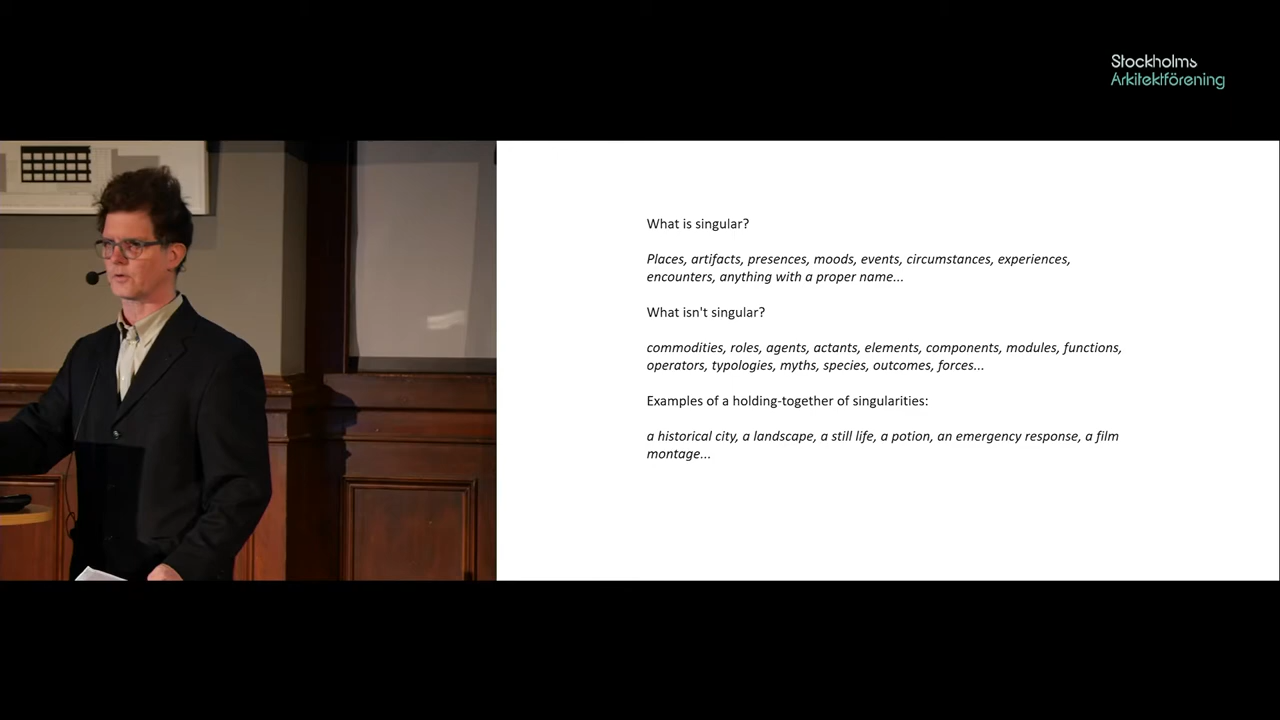 Stockholms
Arkitektförening
What is singular?
Places, artifacts, presences, moods, events, circumstances, experiences,
encounters, anything with a proper name...
What isn't singular?
commodities, roles, agents, actants, elements, components, modules, functions,
operators, typologies, myths, species, outcomes, forces...
Examples of a holding-together of singularities:
a historical city, a landscape, a still life, a potion, an emergency response, a film
montage...